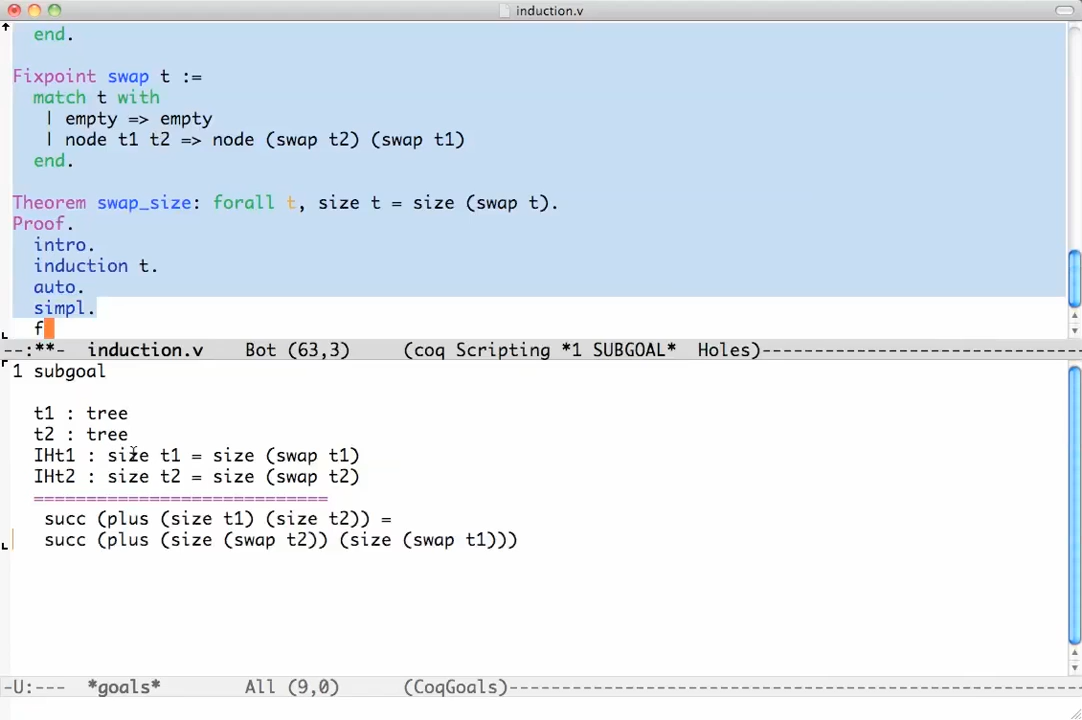 induction.v
end.
Fixpoint swap t :=
match t with
| empty => empty
| node t1 t2 => node (swap t2) (swap t1)
end.
Theorem swap_size: forall t, size t = size (swap t).
Proof.
intro.
induction t.
auto.
simpl.
f
--:**-  induction.v    Bot (63,3)    (coq Scripting *1 SUBGOAL*  Holes)----------------------------
1 subgoal
t1 : tree
t2 : tree
IHt1 : size t1 = size (swap t1)
IHt2 : size t2 = size (swap t2)
============================
succ (plus (size t1) (size t2)) =
succ (plus (size (swap t2)) (size (swap t1)))
-U:---  *goals*        All (9,0)     (CoqGoals)------------------------------------------------------